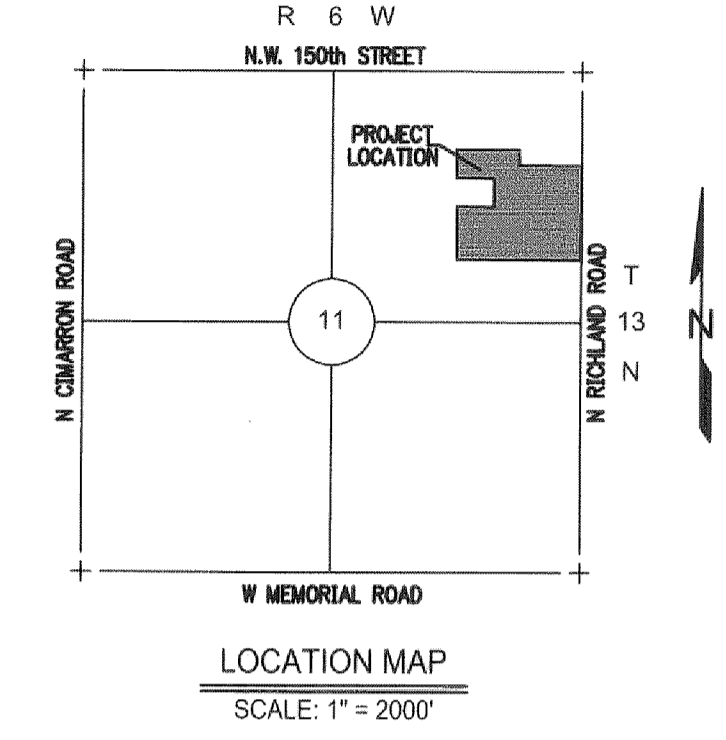 R 6 W
N.W. 150th STREET
PROJECT
LOCATION
N CIMARRON ROAD
11
N RICHLAND ROAD
T
13
N
N
W MEMORIAL ROAD
LOCATION MAP
SCALE: 1" = 2000'